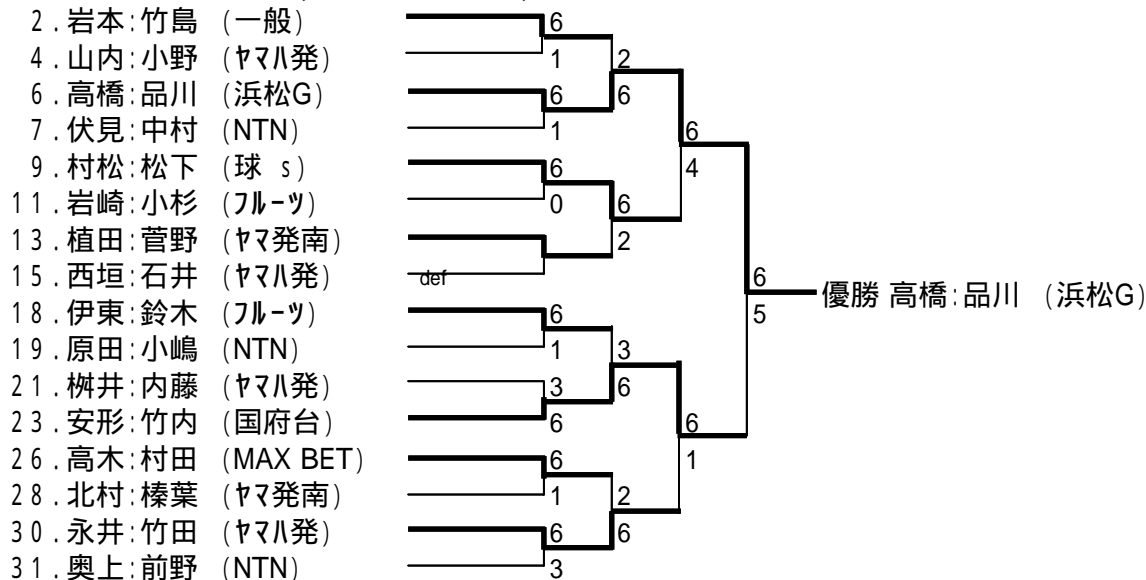 2.岩本:竹島 (一般)
6
4.山内:小野 (ヤマハ発)
1
2
6.高橋:品川 (浜松G)
6
6
7.伏見:中村 (NTN)
1
6
9.村松:松下 (球 s)
6
4
11.岩崎:小杉 (フルーツ)
0
6
13.植田:菅野 (ヤマ発南)
2
15.西垣:石井 (ヤマハ発)
def
6
優勝 高橋:品川 (浜松G)
18.伊東:鈴木 (フルーツ)
6
5
19.原田:小嶋 (NTN)
1
3
21.桝井:内藤 (ヤマハ発)
3
6
23.安形:竹内 (国府台)
6
6
26.高木:村田 (MAX BET)
6
1
28.北村:榛葉 (ヤマ発南)
1
2
30.永井:竹田 (ヤマハ発)
6
6
31.奥上:前野 (NTN)
3